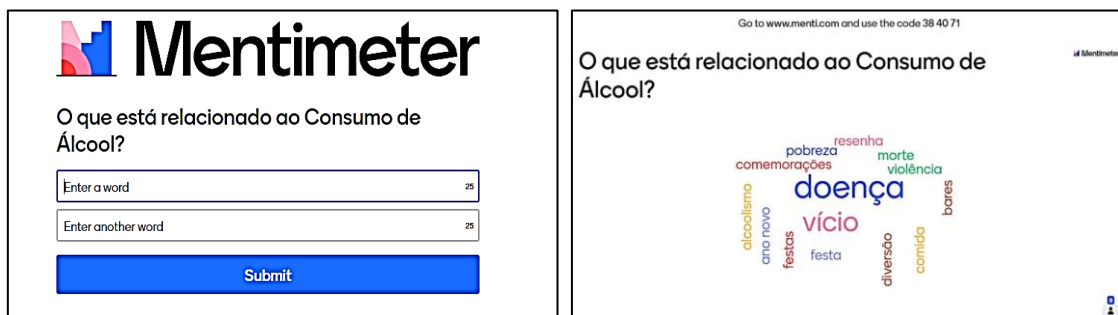 Mentimeter
O que está relacionado ao Consumo de
Álcool?
Enter a word 25
Enter another word 25
Submit
Go to www.menti.com and use the code 38 40 71
Mentimeter
O que está relacionado ao Consumo de
Álcool?
resenha
pobreza
morte
comemorações
violência
doença
alcoolismo
ano novo
vício
bares
festas
festa
diversão
comida